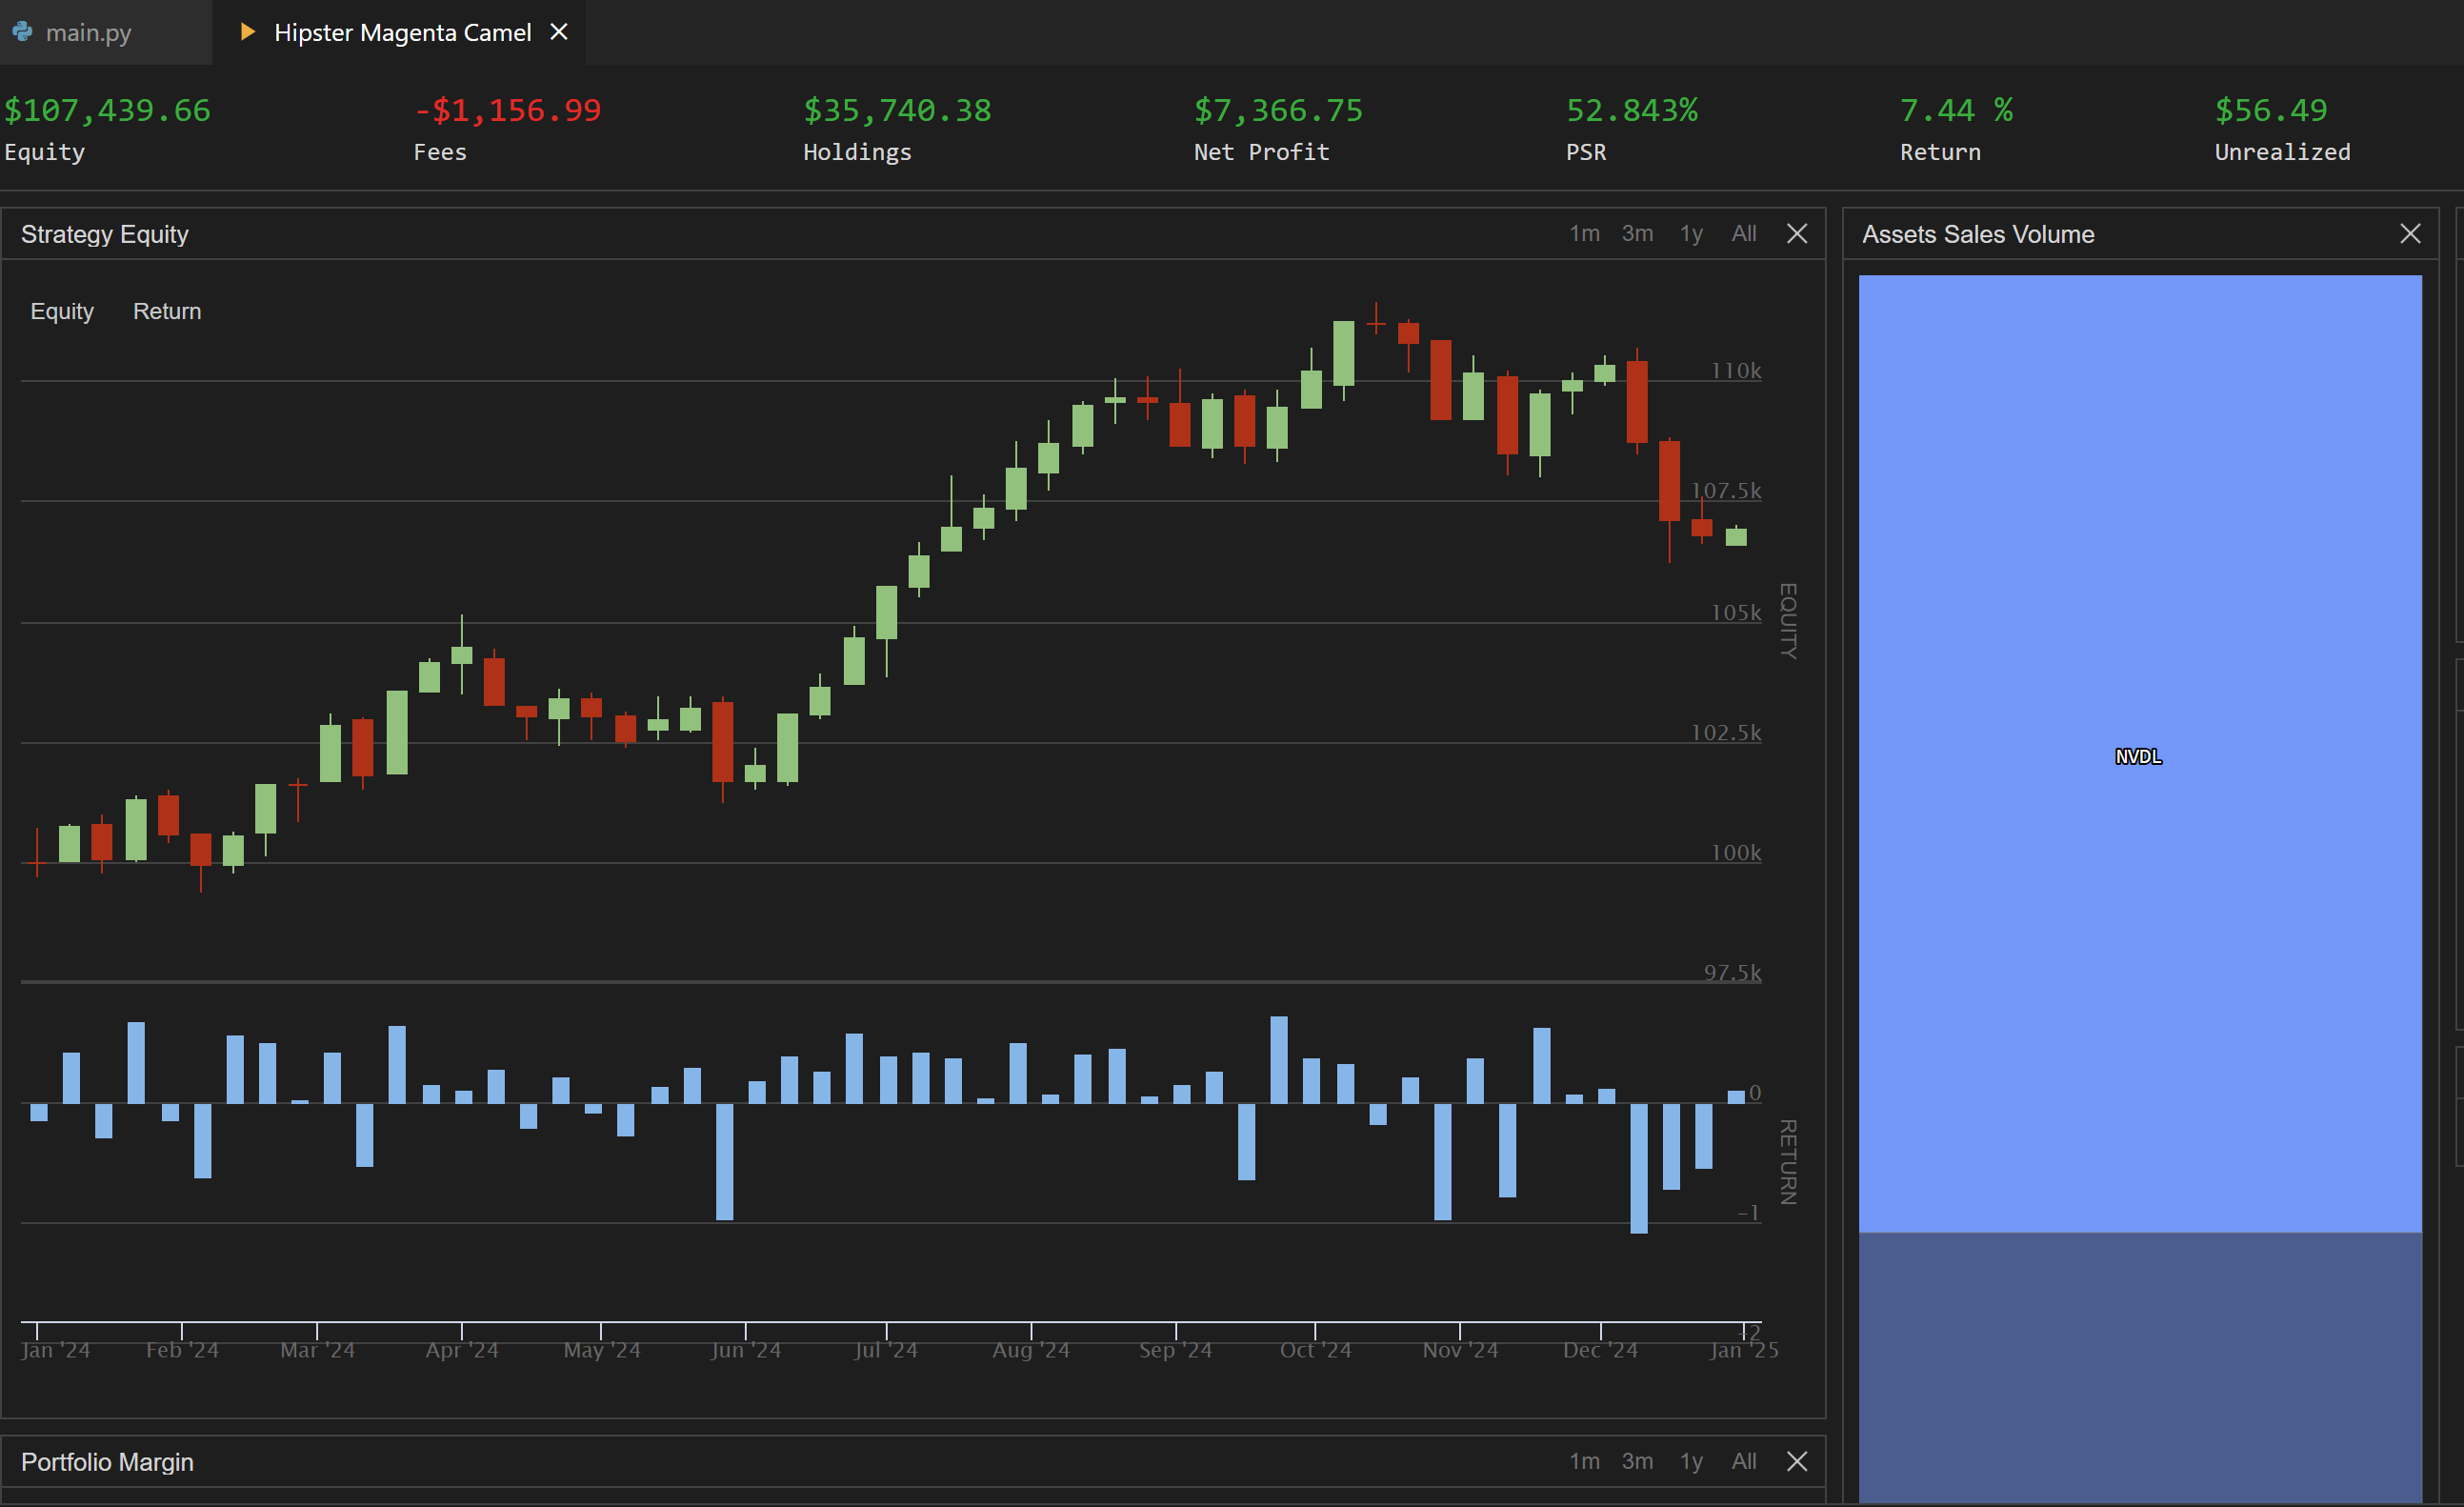 main.py
Hipster Magenta Camel
$107,439.66
-$1,156.99
$35,740.38
$7,366.75
52.843%
7.44 %
$56.49
Equity
Fees
Holdings
Net Profit
PSR
Return
Unrealized
Strategy Equity
1m 3m 1y All
Assets Sales Volume
Equity Return
110k
107.5k
105k
102.5k
100k
97.5k
EQUITY
NVDL
0
-1
-2
RETURN
Jan '24 Feb '24 Mar '24 Apr '24 May '24 Jun '24 Jul '24 Aug '24 Sep '24 Oct '24 Nov '24 Dec '24 Jan '25
Portfolio Margin
1m 3m 1y All